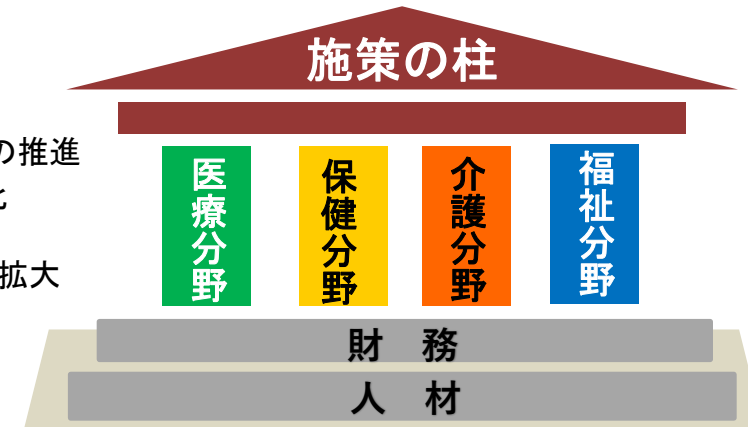 施策の柱
の推進
拡大
医療分野
保健分野
介護分野
福祉分野
財　務
人　材